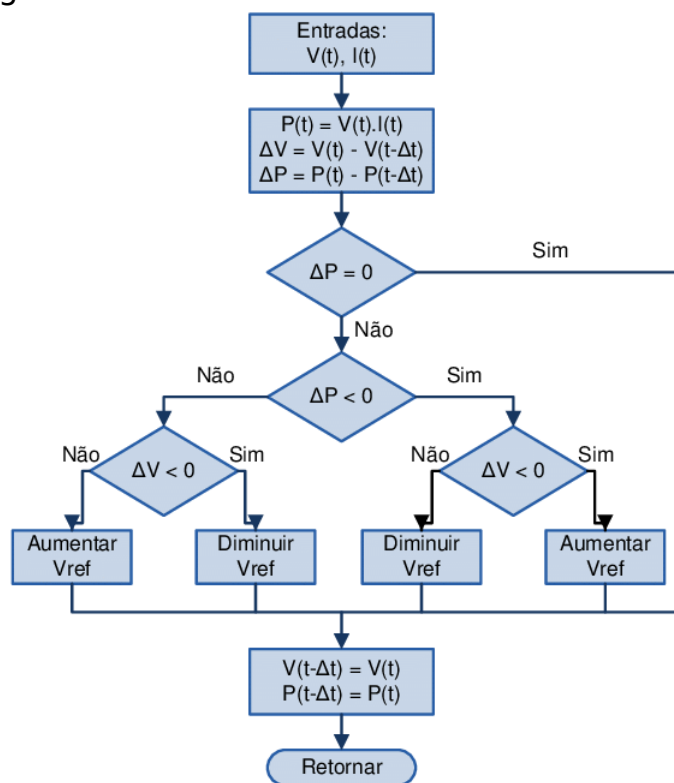 Entradas:
V(t), I(t)
P(t) = V(t).I(t)
ΔV = V(t) - V(t-Δt)
ΔP = P(t) - P(t-Δt)
ΔP = 0
Sim
Não
ΔP < 0
Não
Sim
ΔV < 0
Não
Sim
ΔV < 0
Não
Sim
Aumentar
Vref
Diminuir
Vref
Diminuir
Vref
Aumentar
Vref
V(t-Δt) = V(t)
P(t-Δt) = P(t)
Retornar